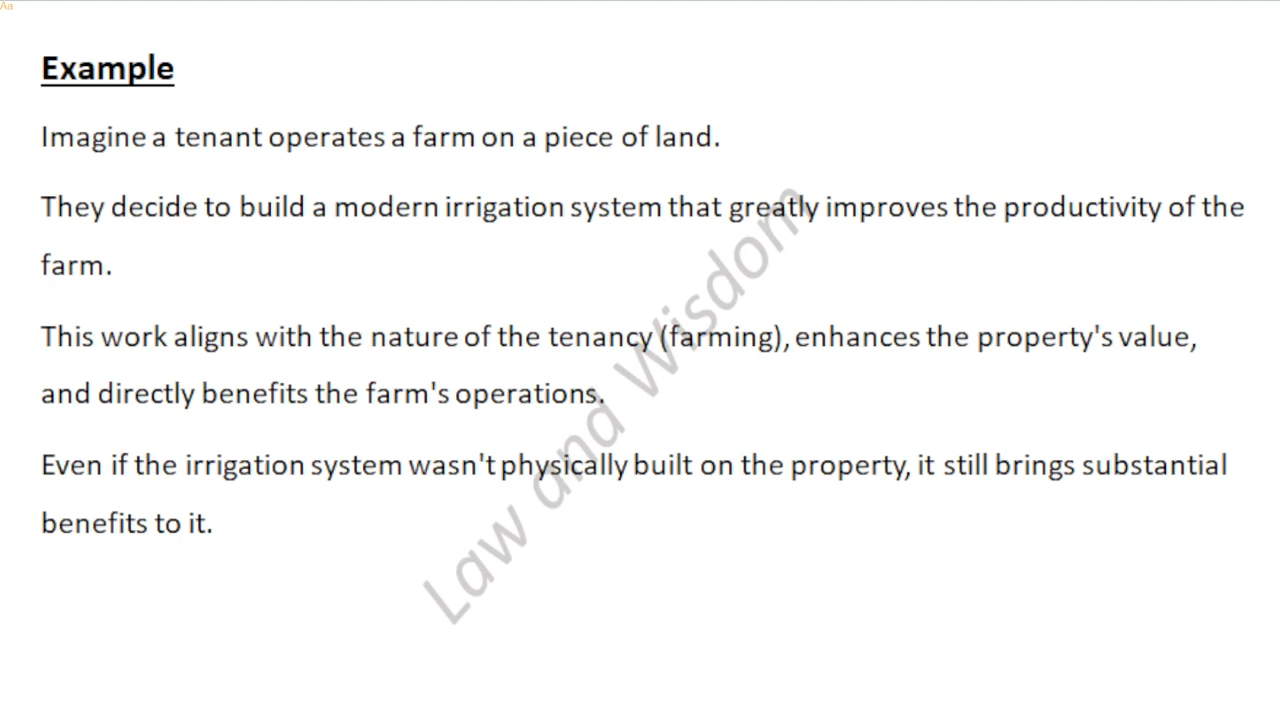 Aa
Example
Imagine a tenant operates a farm on a piece of land.
They decide to build a modern irrigation system that greatly improves the productivity of the
farm.
This work aligns with the nature of the tenancy (farming), enhances the property's value,
and directly benefits the farm's operations.
Even if the irrigation system wasn't physically built on the property, it still brings substantial
benefits to it.
Law and Wisdom